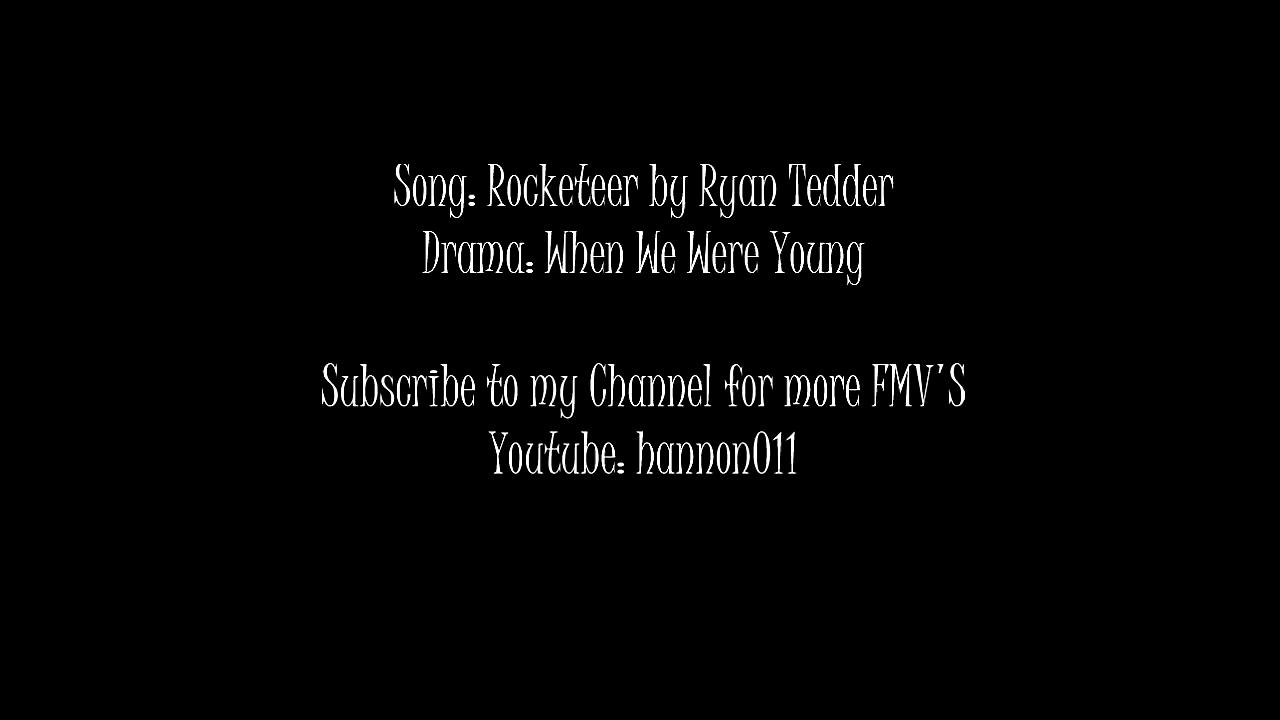 Song: Rocketeer by Ryan Tedder
Drama: When We Were Young
Subscribe to my Channel for more FMV'S
Youtube: hannon011